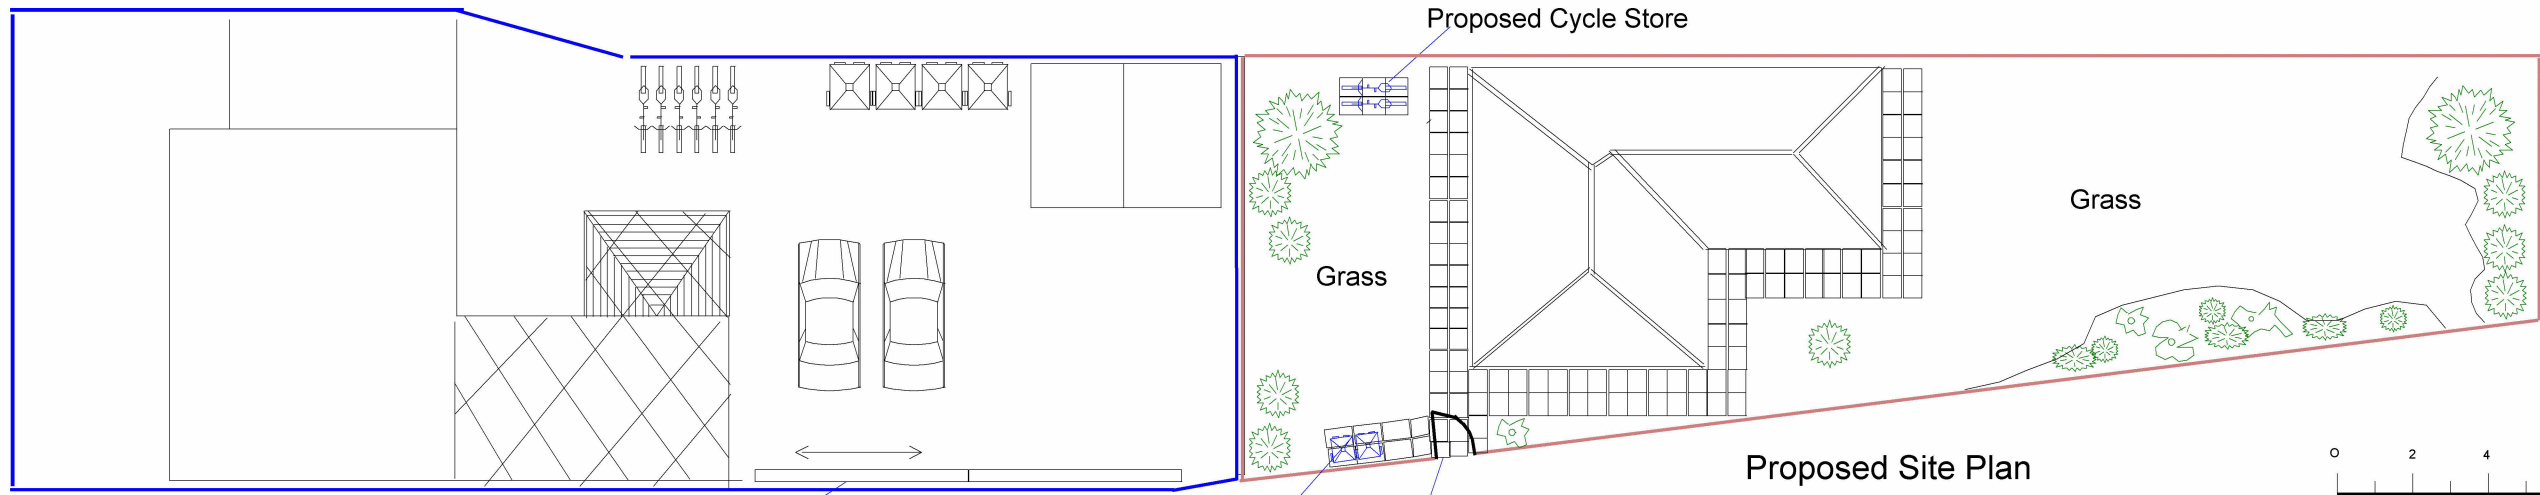 Proposed Cycle Store
Grass
Grass
Proposed Site Plan
0 2 4